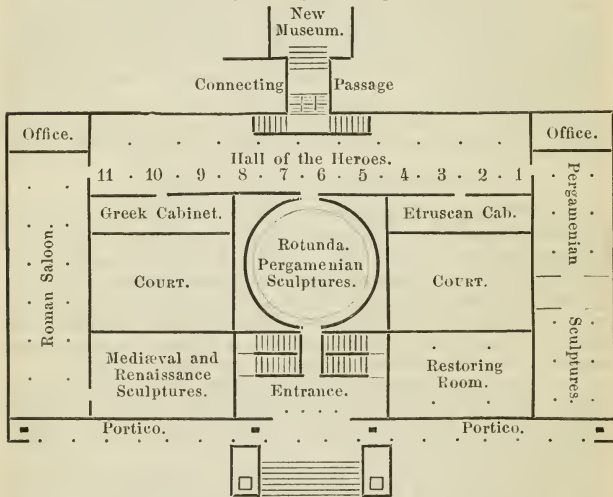 New
Museum.
Connecting Passage
Office. Office.
Hall of the Heroes.
11 · 10 · 9 · 8 · 7 · 6 · 5 · 4 · 3 · 2 · 1
Greek Cabinet. Etruscan Cab.
Rotunda.
Pergamenian
Sculptures.
COURT. COURT.
Roman Saloon.
Pergamenian
Sculptures.
Mediæval and
Renaissance
Sculptures.
Restoring
Room.
Entrance.
Portico. Portico.